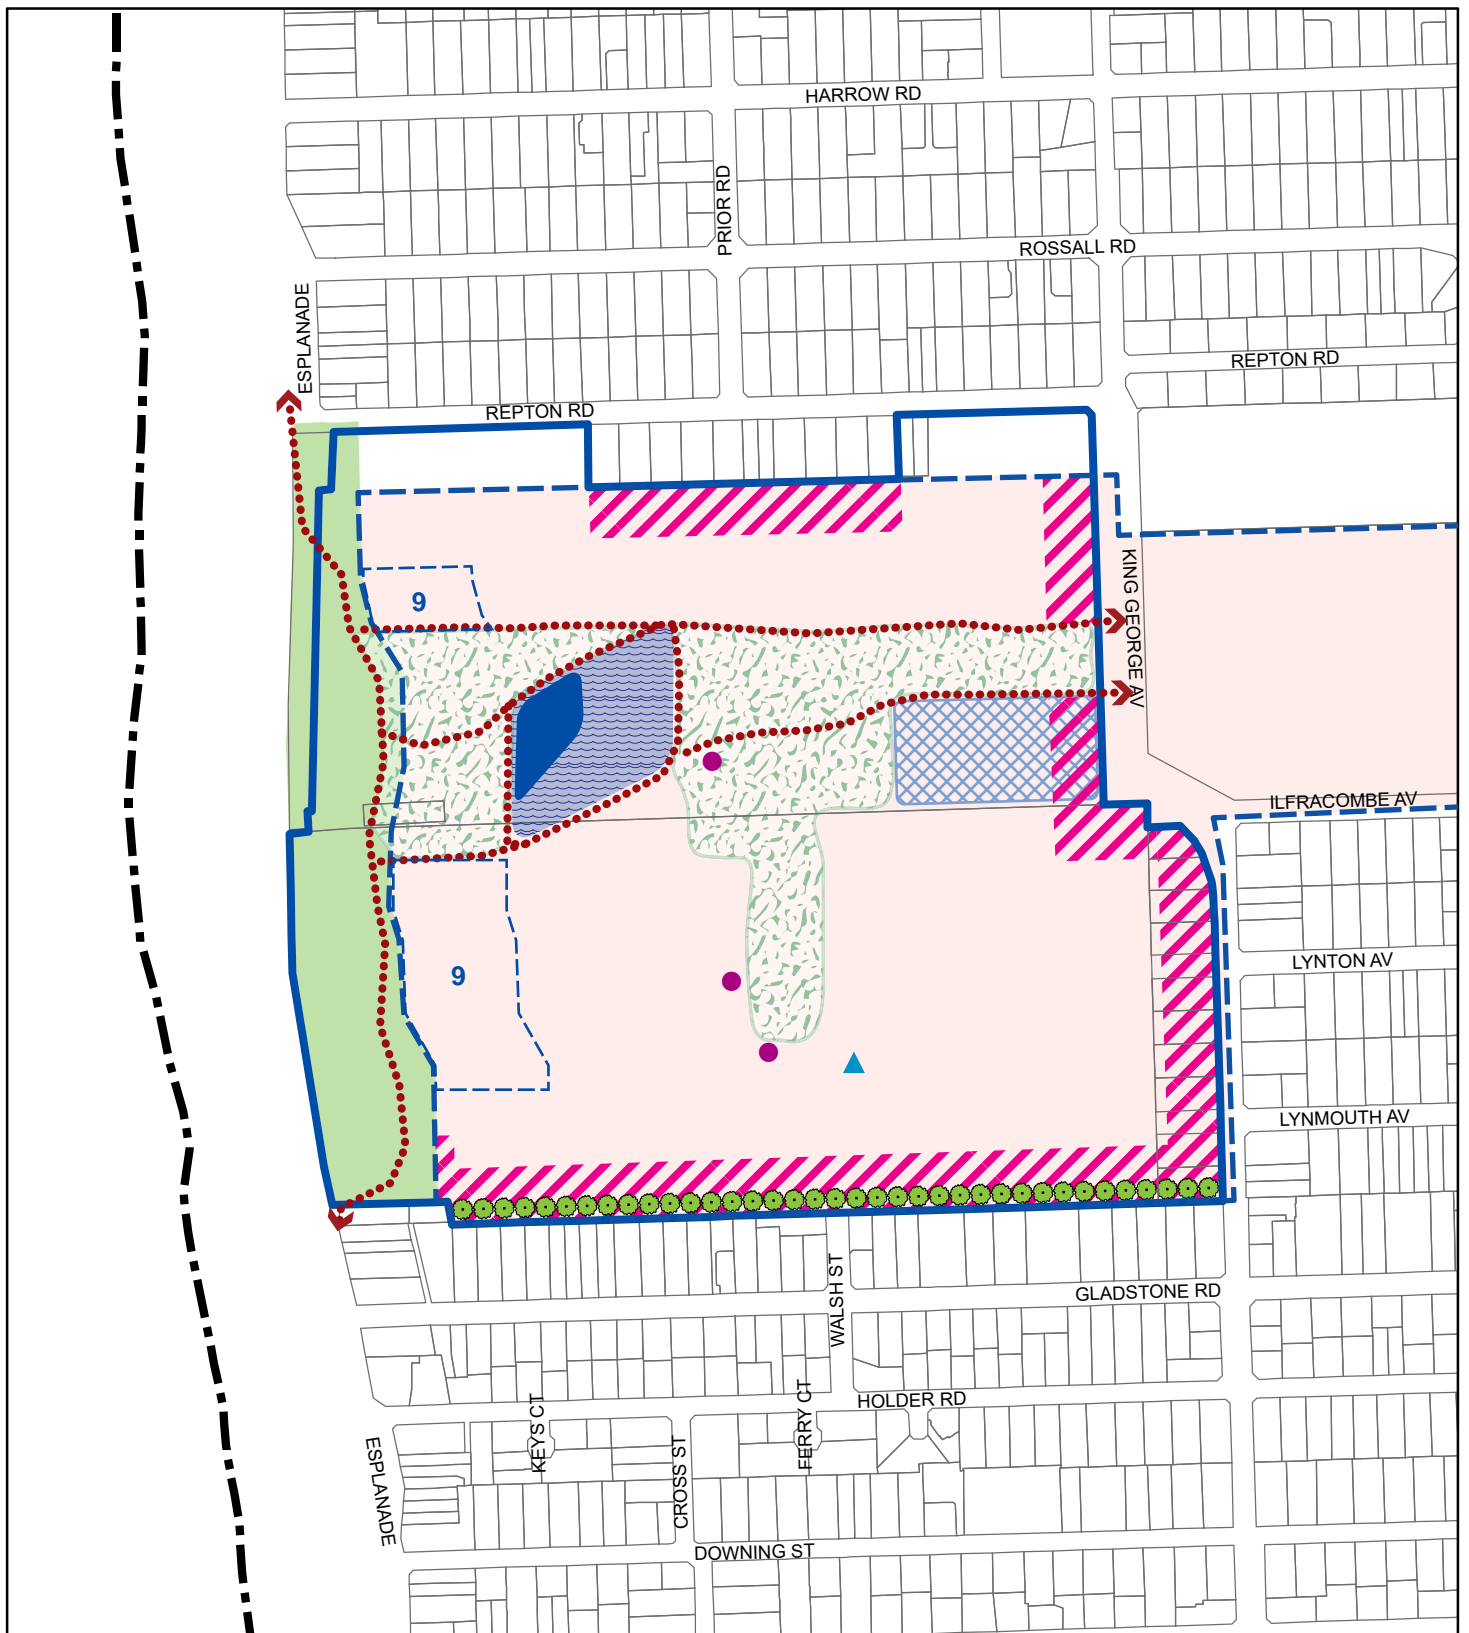 HARROW RD
PRIOR RD
ROSSALL RD
ESPLANADE
REPTON RD
REPTON RD
KING GEORGE AV
9
ILFRACOMBE AV
LYNTON AV
9
LYNMOUTH AV
WALSH ST
GLADSTONE RD
HOLDER RD
KEYS CT
FERRY CT
CROSS ST
ESPLANADE
DOWNING ST